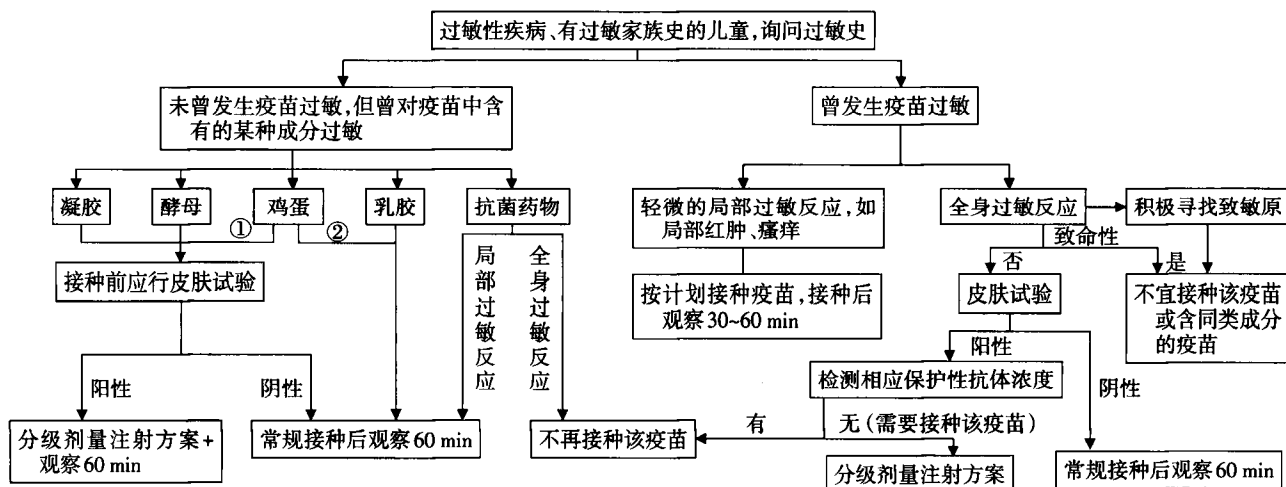 过敏性疾病、有过敏家族史的儿童,询问过敏史
未曾发生疫苗过敏,但曾对疫苗中含
有的某种成分过敏
曾发生疫苗过敏
凝胶
酵母
鸡蛋
乳胶
抗菌药物
①
②
轻微的局部过敏反应,如
局部红肿、瘙痒
全身过敏反应
积极寻找致敏原
致命性
否
是
接种前应行皮肤试验
局部过敏反应
全身过敏反应
按计划接种疫苗,接种后
观察30~60 min
皮肤试验
不宜接种该疫苗
或含同类成分
的疫苗
阳性
阴性
阳性
检测相应保护性抗体浓度
阴性
分级剂量注射方案+
观察60 min
常规接种后观察60 min
不再接种该疫苗
有
无(需要接种该疫苗)
分级剂量注射方案
常规接种后观察60 min